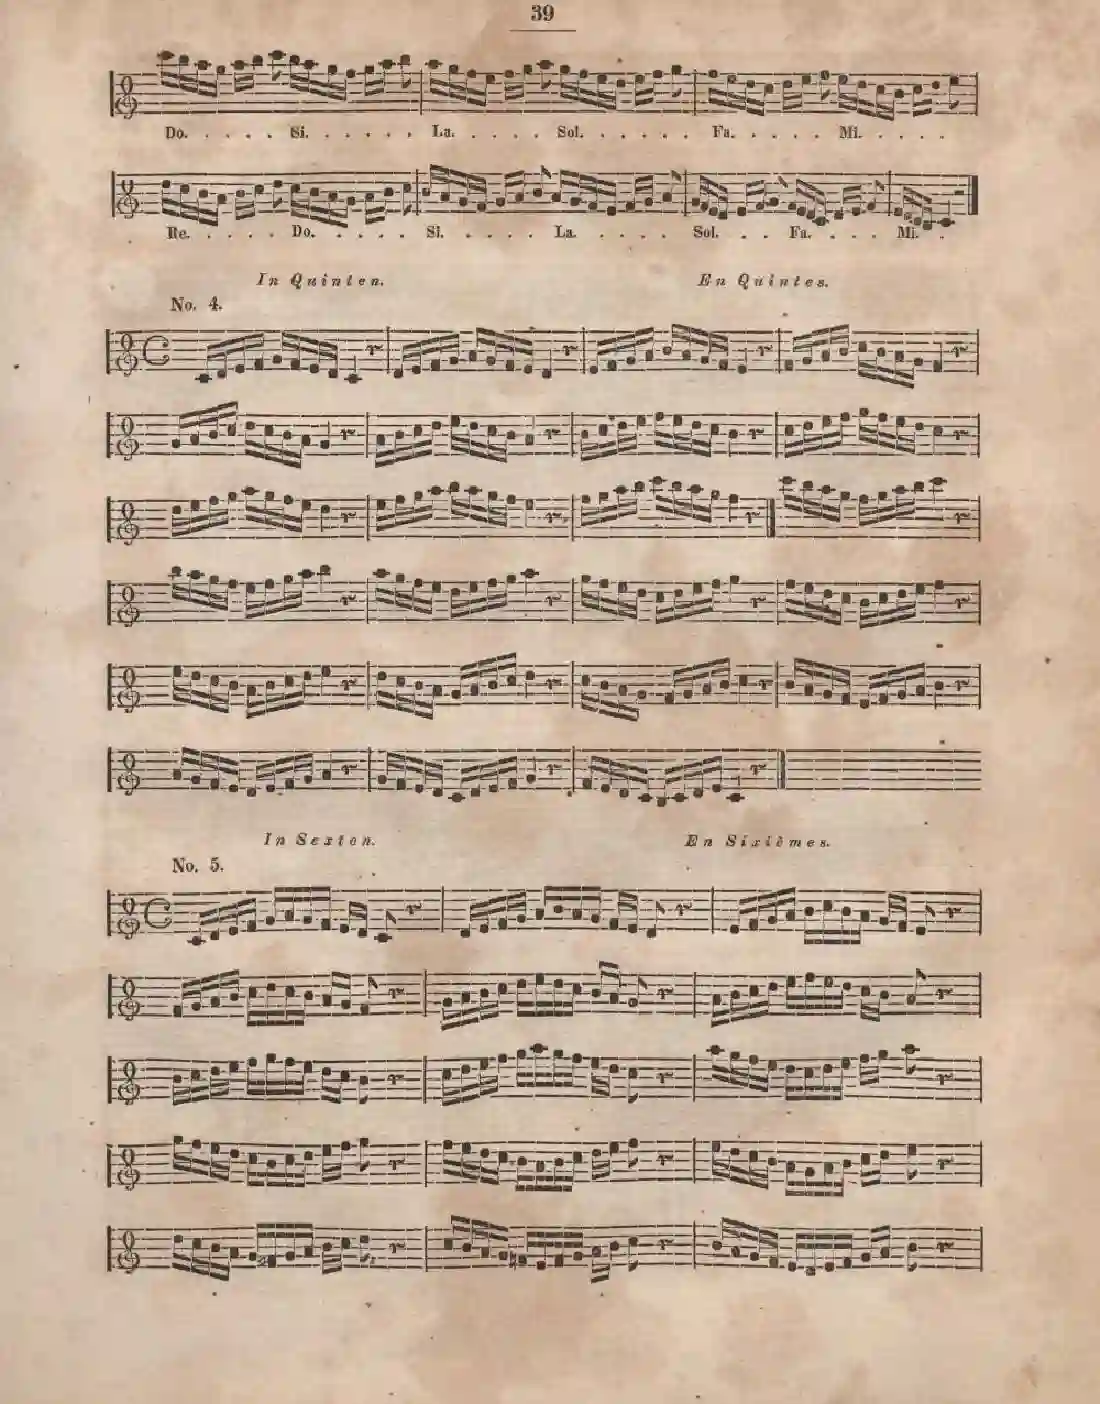 39
Do. . . . . Si. . . . . . La. . . . . Sol. . . . . . Fa. . . . . Mi. . . . .
Re. . . . . Do. . . . . . Si. . . . . La. . . . . Sol. . . Fa. . . . Mi. . .
In Quinten. En Quintes.
No. 4.
In Sexten. En Sixièmes.
No. 5.